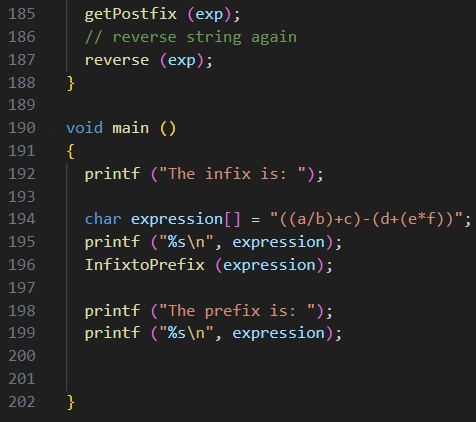 185 getPostfix (exp);
186 // reverse string again
187 reverse (exp);
188 }
189
190 void main ()
191 {
192 printf ("The infix is: ");
193
194 char expression[] = "((a/b)+c)-(d+(e*f))";
195 printf ("%s\n", expression);
196 InfixtoPrefix (expression);
197
198 printf ("The prefix is: ");
199 printf ("%s\n", expression);
200
201
202 }